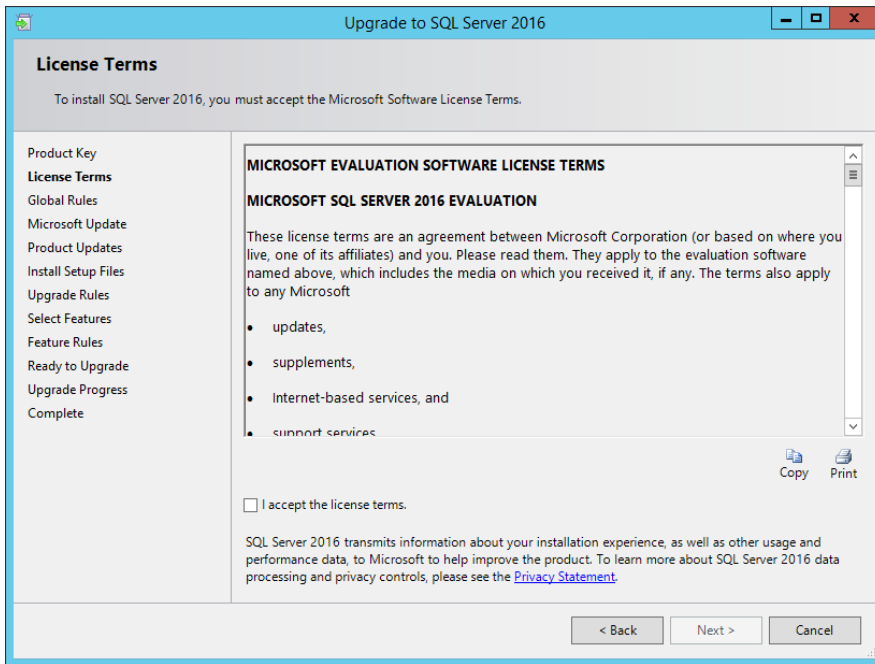 Upgrade to SQL Server 2016
License Terms
To install SQL Server 2016, you must accept the Microsoft Software License Terms.
Product Key
License Terms
Global Rules
Microsoft Update
Product Updates
Install Setup Files
Upgrade Rules
Select Features
Feature Rules
Ready to Upgrade
Upgrade Progress
Complete
MICROSOFT EVALUATION SOFTWARE LICENSE TERMS
MICROSOFT SQL SERVER 2016 EVALUATION
These license terms are an agreement between Microsoft Corporation (or based on where you
live, one of its affiliates) and you. Please read them. They apply to the evaluation software
named above, which includes the media on which you received it, if any. The terms also apply
to any Microsoft
• updates,
• supplements,
• Internet-based services, and
• support services
Copy
Print
I accept the license terms.
SQL Server 2016 transmits information about your installation experience, as well as other usage and
performance data, to Microsoft to help improve the product. To learn more about SQL Server 2016 data
processing and privacy controls, please see the Privacy Statement.
< Back
Next >
Cancel